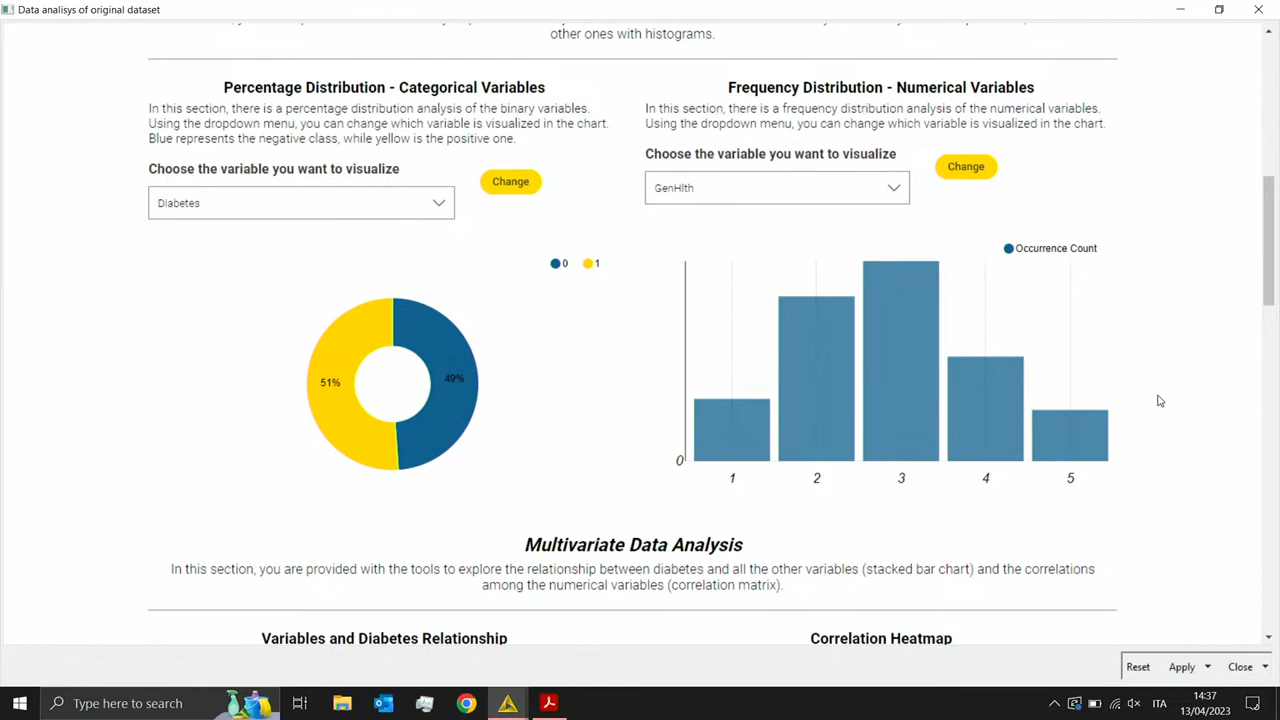 Data analisys of original dataset
other ones with histograms.
Percentage Distribution - Categorical Variables
In this section, there is a percentage distribution analysis of the binary variables.
Using the dropdown menu, you can change which variable is visualized in the chart.
Blue represents the negative class, while yellow is the positive one.
Choose the variable you want to visualize
Change
Diabetes
0 1
51%
49%
Frequency Distribution - Numerical Variables
In this section, there is a frequency distribution analysis of the numerical variables.
Using the dropdown menu, you can change which variable is visualized in the chart.
Choose the variable you want to visualize
Change
GenHlth
Occurrence Count
0
1 2 3 4 5
Multivariate Data Analysis
In this section, you are provided with the tools to explore the relationship between diabetes and all the other variables (stacked bar chart) and the correlations
among the numerical variables (correlation matrix).
Variables and Diabetes Relationship
Correlation Heatmap
Reset Apply Close
Type here to search
ITA
14:37
13/04/2023